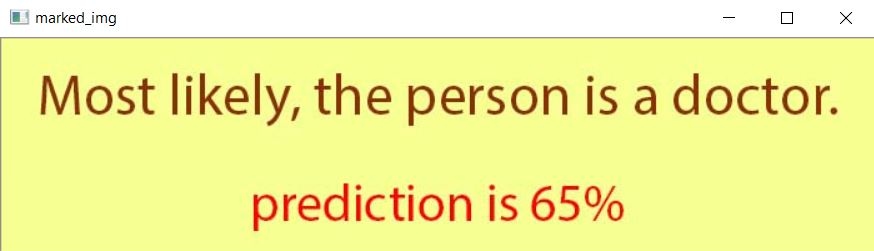 marked_img
Most likely, the person is a doctor.
prediction is 65%